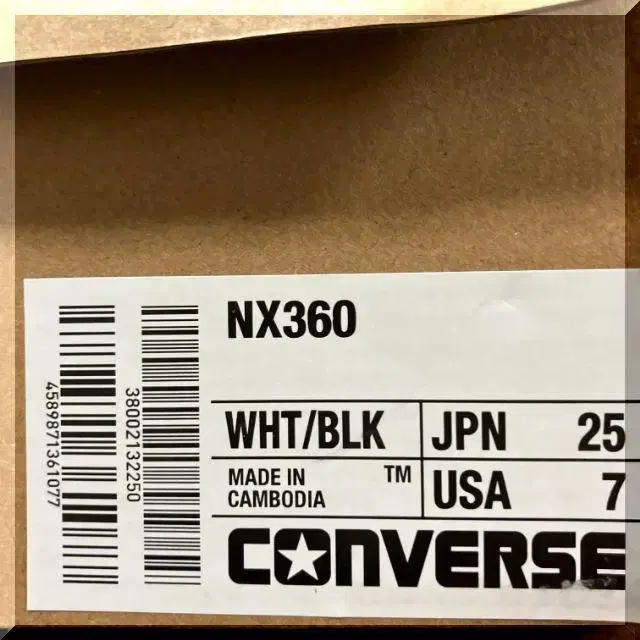 NX360
WHT/BLK
JPN 25
MADE IN
CAMBODIA
TM
USA 7
CONVERSE
4589871361077
38002132250